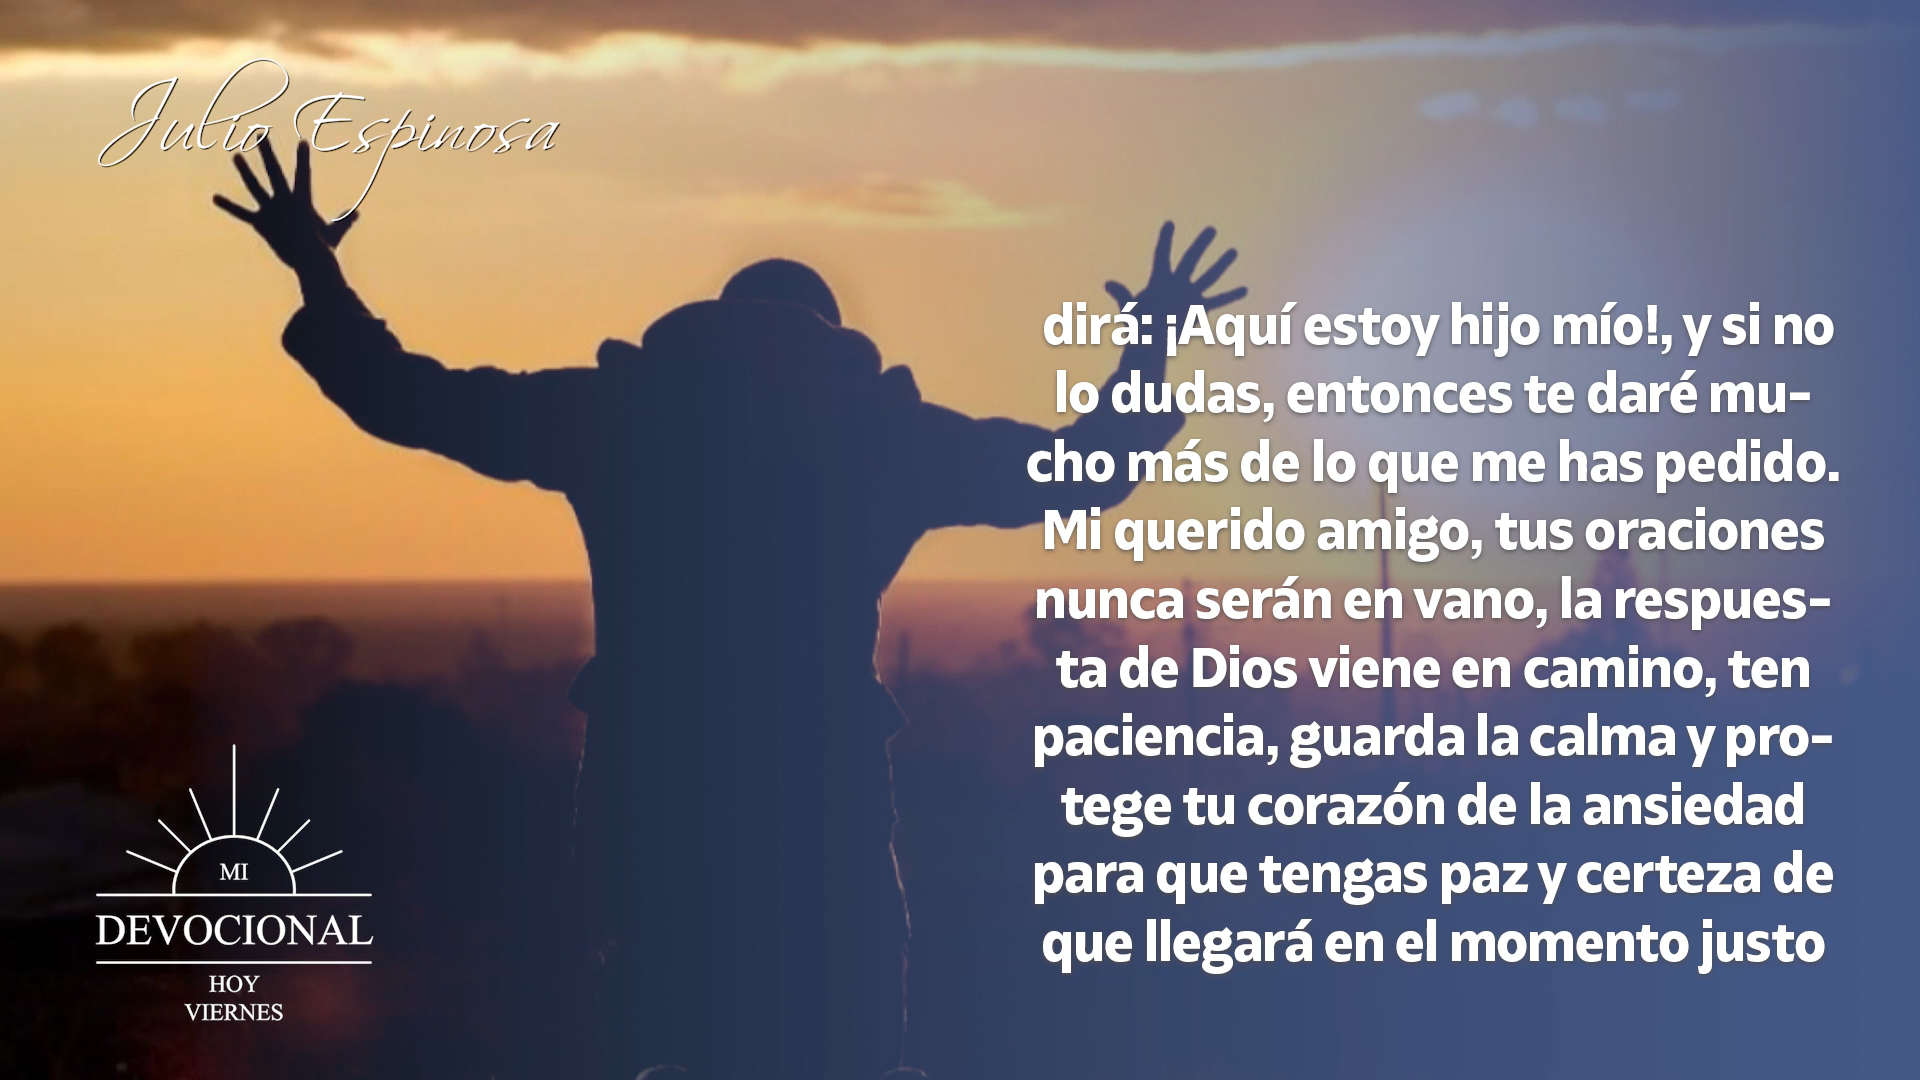 Julio Espinosa
dirá: ¡Aquí estoy hijo mío!, y si no
lo dudas, entonces te daré mu-
cho más de lo que me has pedido.
Mi querido amigo, tus oraciones
nunca serán en vano, la respues-
ta de Dios viene en camino, ten
paciencia, guarda la calma y pro-
tege tu corazón de la ansiedad
para que tengas paz y certeza de
que llegará en el momento justo
MI
DEVOCIONAL
HOY
VIERNES